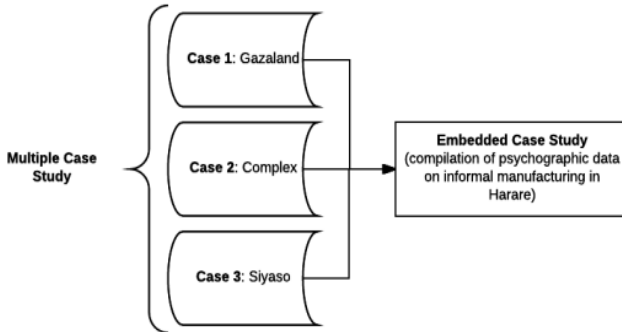 Multiple Case
Study
Case 1: Gazaland
Case 2: Complex
Case 3: Siyaso
Embedded Case Study
(compilation of psychographic data
on informal manufacturing in
Harare)